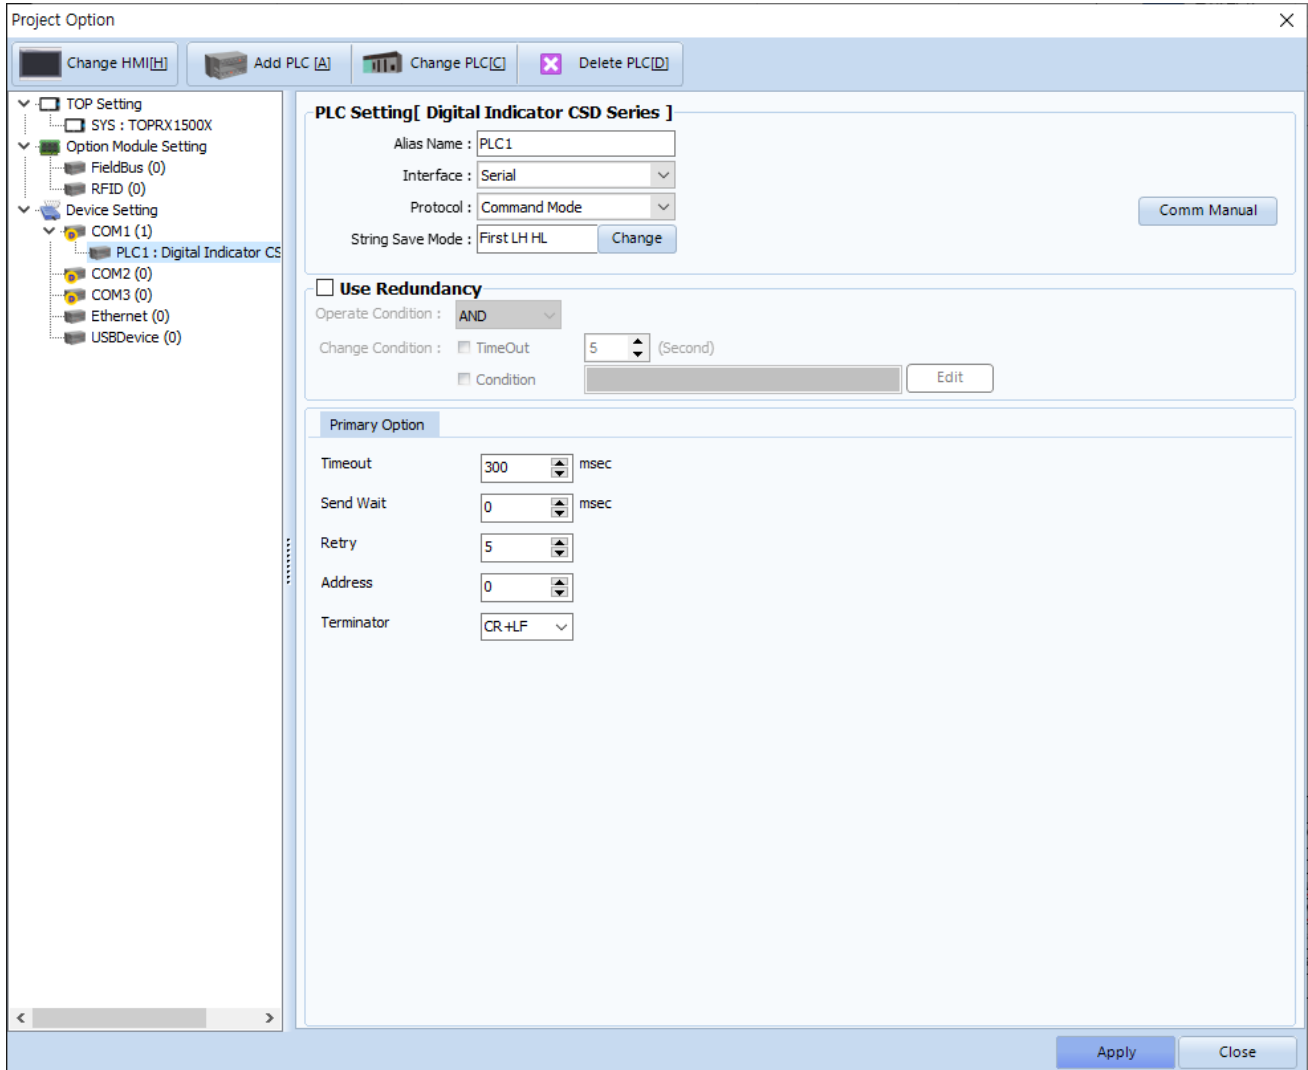 Project Option
Change HMI[H]
Add PLC [A]
Change PLC[C]
Delete PLC[D]
TOP Setting
SYS : TOPRX1500X
Option Module Setting
FieldBus (0)
RFID (0)
Device Setting
COM1 (1)
PLC1 : Digital Indicator CS
COM2 (0)
COM3 (0)
Ethernet (0)
USBDevice (0)
PLC Setting[ Digital Indicator CSD Series ]
Alias Name : PLC1
Interface : Serial
Protocol : Command Mode
Comm Manual
String Save Mode : First LH HL Change
Use Redundancy
Operate Condition : AND
Change Condition : TimeOut 5 (Second)
Condition Edit
Primary Option
Timeout 300 msec
Send Wait 0 msec
Retry 5
Address 0
Terminator CR+LF
Apply Close